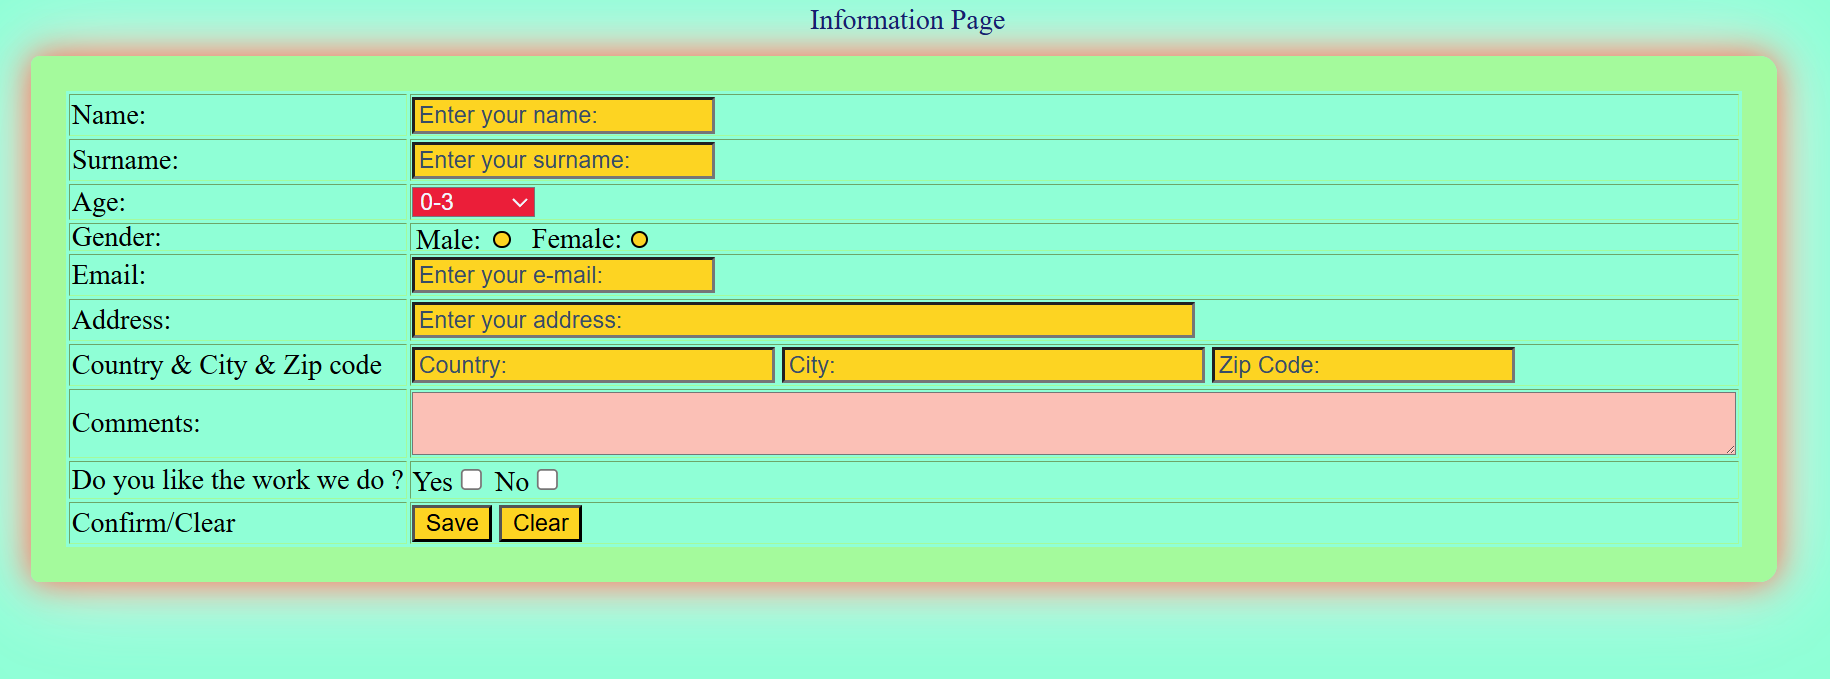 Information Page
Name: Enter your name:
Surname: Enter your surname:
Age: 0-3
Gender: Male: Female:
Email: Enter your e-mail:
Address: Enter your address:
Country & City & Zip code Country: City: Zip Code:
Comments:
Do you like the work we do ? Yes No
Confirm/Clear Save Clear